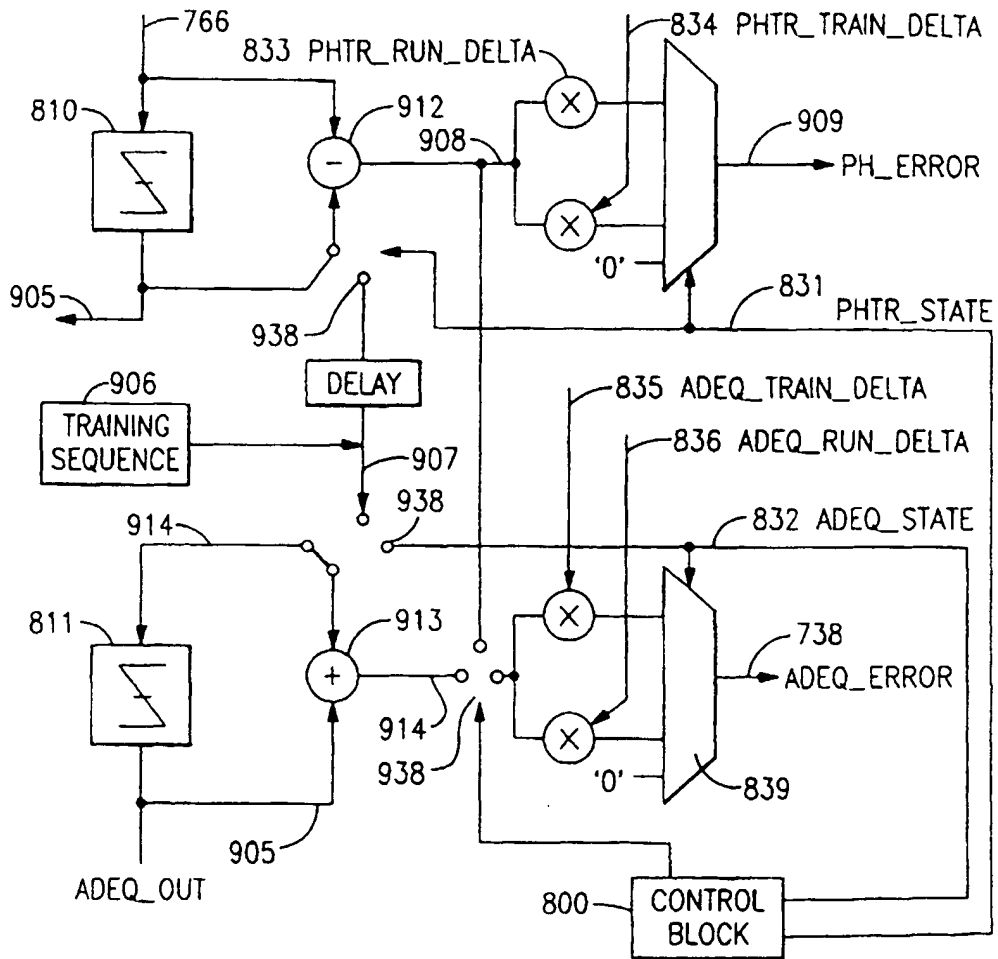 766
833 PHTR_RUN_DELTA
834 PHTR_TRAIN_DELTA
810
912
908
909
PH_ERROR
'0'
905
938
831
PHTR_STATE
DELAY
906
TRAINING
SEQUENCE
907
835 ADEQ_TRAIN_DELTA
836 ADEQ_RUN_DELTA
914
938
832 ADEQ_STATE
811
913
738
ADEQ_ERROR
914
938
'0'
839
905
ADEQ_OUT
800
CONTROL
BLOCK